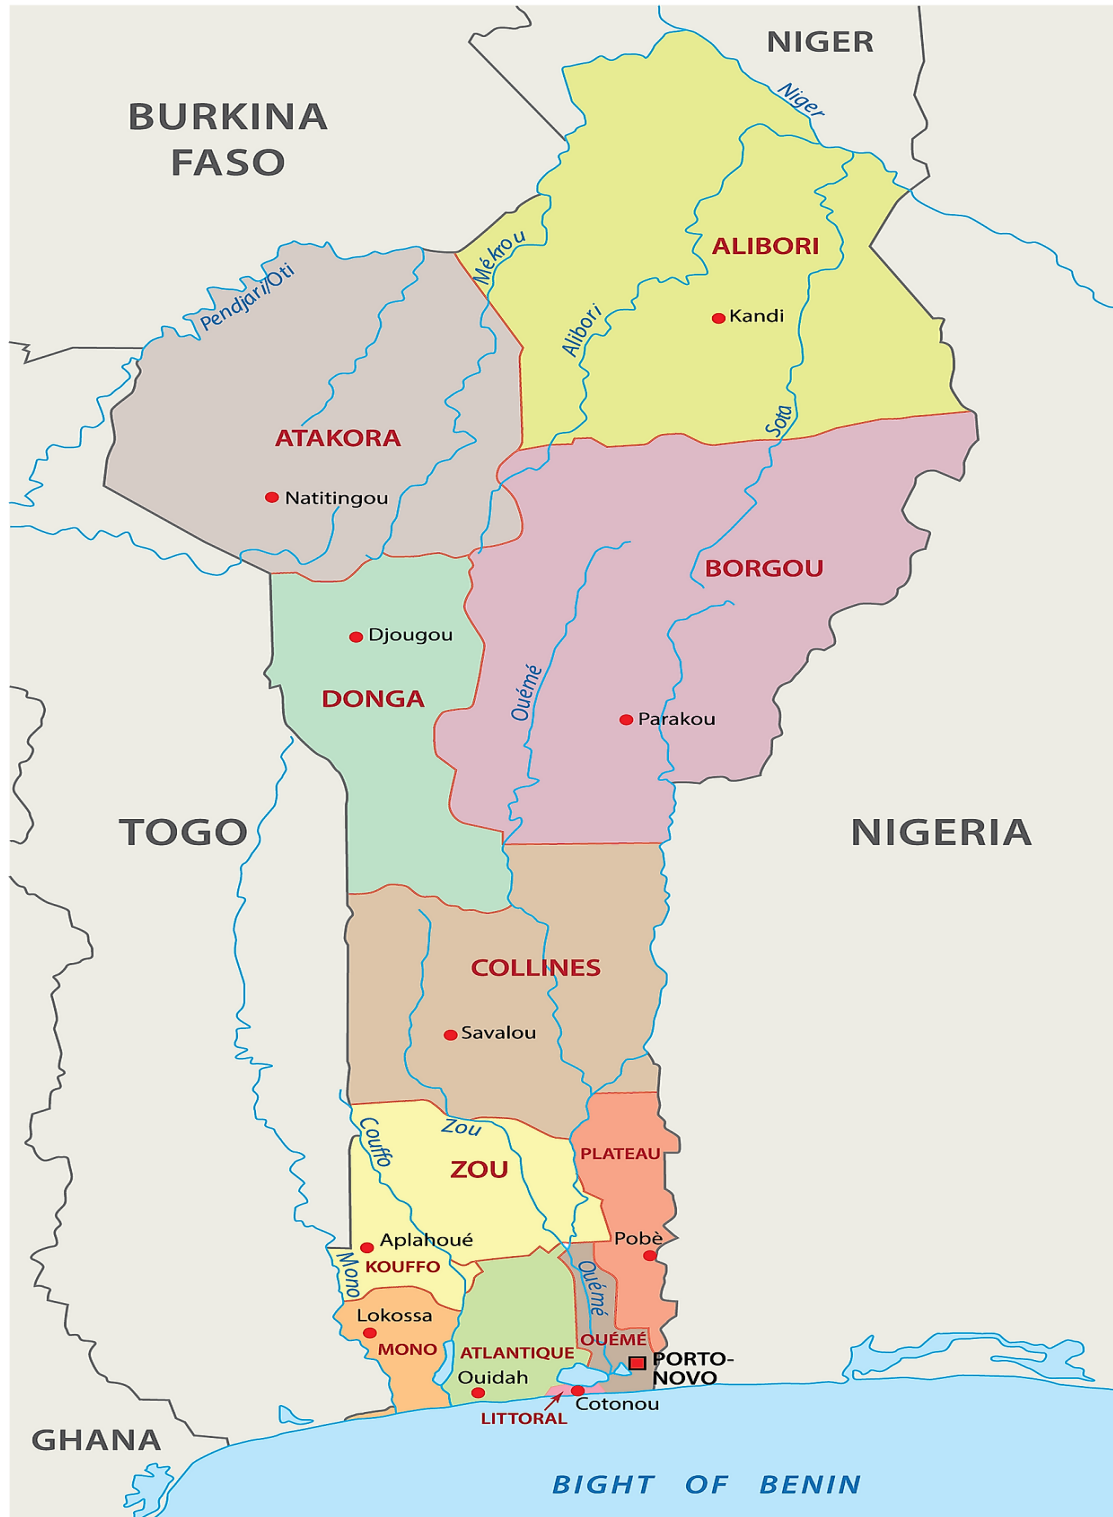 NIGER
BURKINA
FASO
Niger
ALIBORI
Mékrou
Pendjari/Oti
Kandi
Alibori
Sota
ATAKORA
Natitingou
BORGOU
Djougou
DONGA
Ouémé
Parakou
TOGO
NIGERIA
COLLINES
Savalou
Couffo
Zou
ZOU
PLATEAU
Aplahoué
Pobè
KOUFFO
Mono
Ouémé
Lokossa
MONO
OUÉMÉ
ATLANTIQUE
PORTO-
NOVO
Ouidah
Cotonou
LITTORAL
GHANA
BIGHT OF BENIN